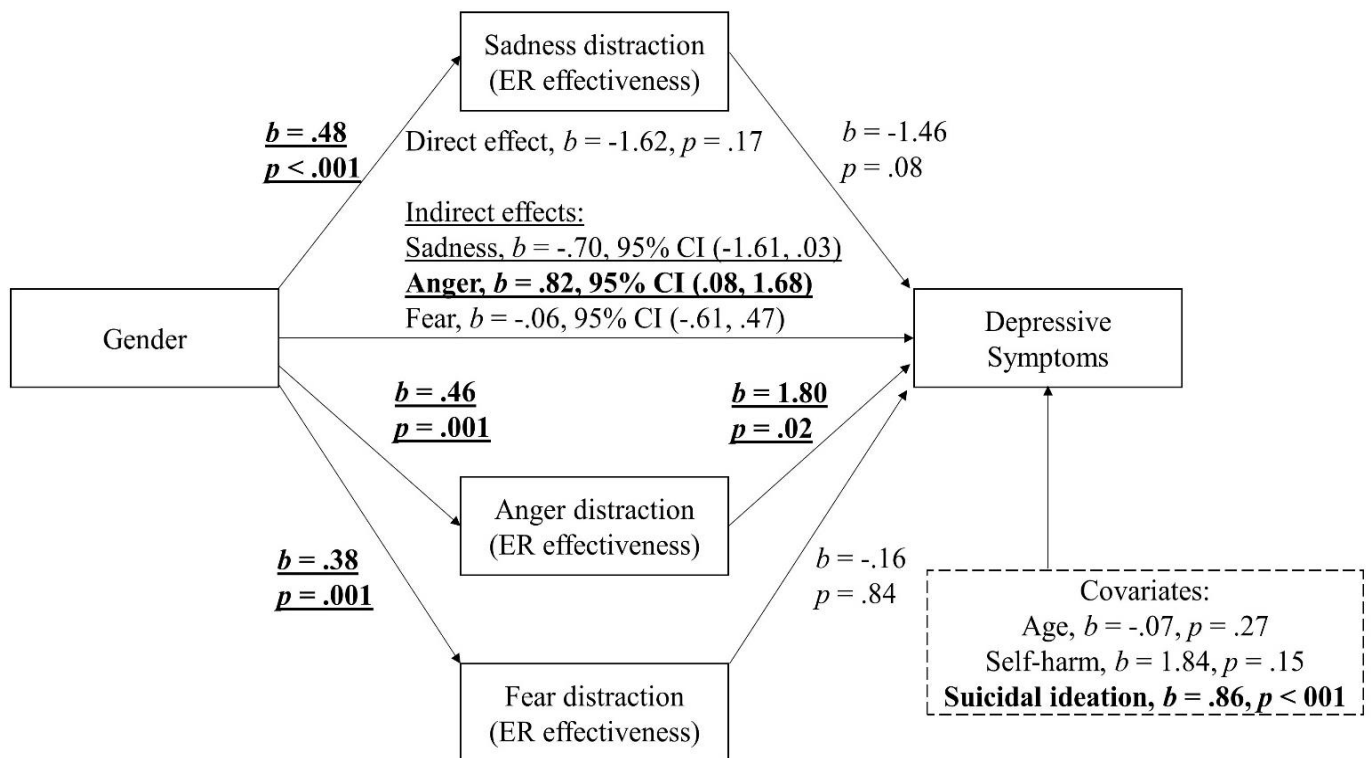 Sadness distraction
(ER effectiveness)
b = .48
p < .001
Direct effect, b = -1.62, p = .17
b = -1.46
p = .08
Indirect effects:
Sadness, b = -.70, 95% CI (-1.61, .03)
Anger, b = .82, 95% CI (.08, 1.68)
Fear, b = -.06, 95% CI (-.61, .47)
Gender
Depressive
Symptoms
b = .46
p = .001
b = 1.80
p = .02
Anger distraction
(ER effectiveness)
b = .38
p = .001
b = -.16
p = .84
Covariates:
Age, b = -.07, p = .27
Self-harm, b = 1.84, p = .15
Suicidal ideation, b = .86, p < 001
Fear distraction
(ER effectiveness)